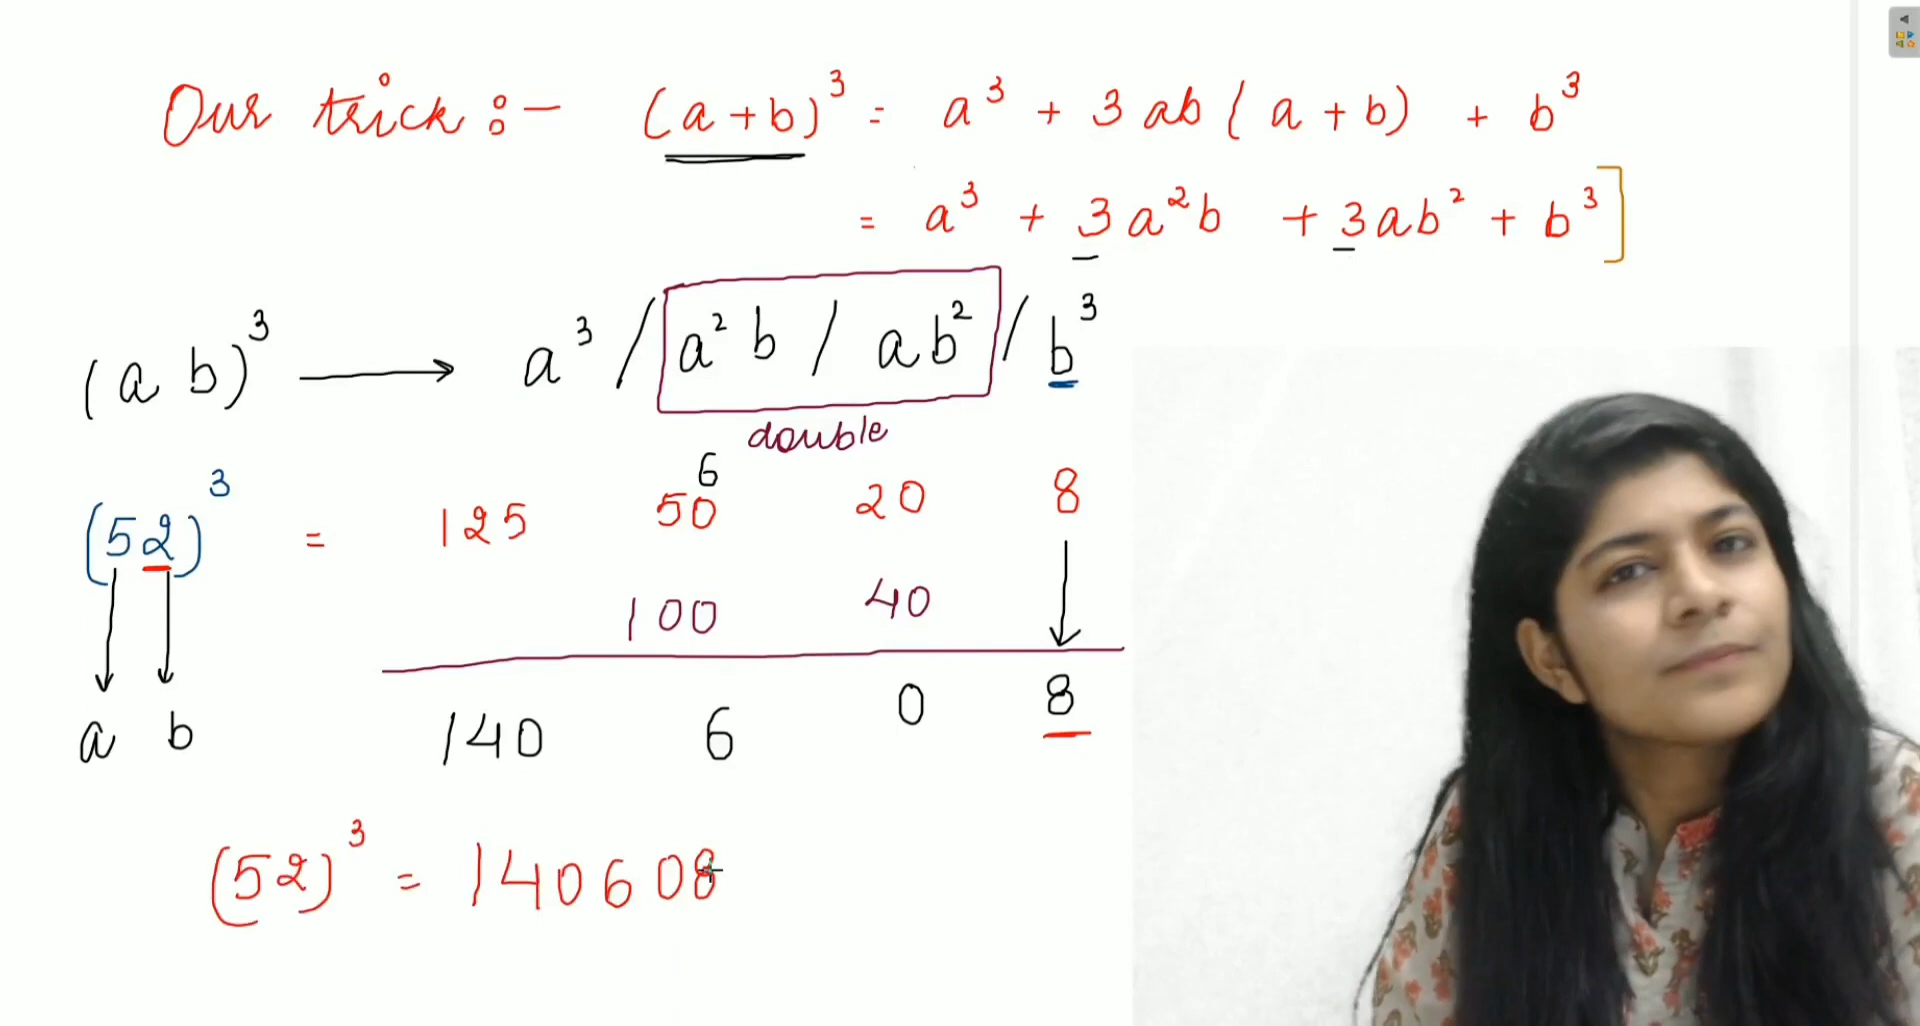 Our trick :- (a+b)³ = a³ + 3ab(a+b) + b³
= a³ + 3a²b + 3ab² + b³]
(ab)³ → a³ / a²b / ab² / b³
double
6
(52)³ = 125 50 20 8
100 40
a b 140 6 0 8
(52)³ = 140608